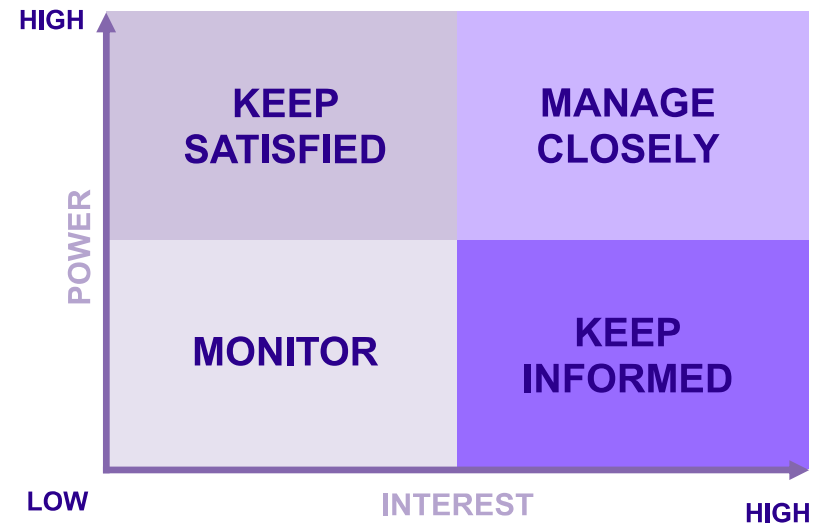 HIGH
KEEP
SATISFIED
MANAGE
CLOSELY
POWER
MONITOR
KEEP
INFORMED
LOW
INTEREST
HIGH